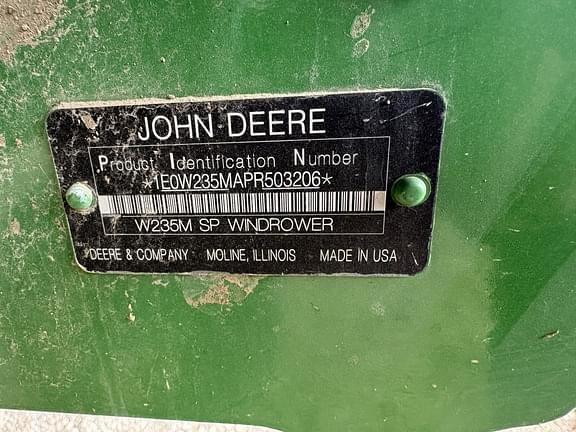 JOHN DEERE
Product Identification Number
*1E0W235MAPR503206*
W235M SP WINDROWER
DEERE & COMPANY MOLINE, ILLINOIS MADE IN USA